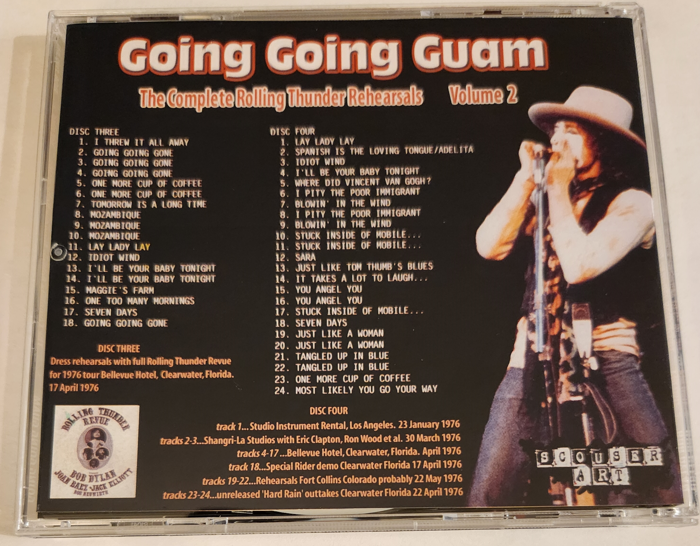 Going Going Guam
The Complete Rolling Thunder Rehearsals Volume 2
DISC THREE
1. I THREW IT ALL AWAY
2. GOING GOING GONE
3. GOING GOING GONE
4. GOING GOING GONE
5. ONE MORE CUP OF COFFEE
6. ONE MORE CUP OF COFFEE
7. TOMORROW IS A LONG TIME
8. MOZAMBIQUE
9. MOZAMBIQUE
10. MOZAMBIQUE
11. LAY LADY LAY
12. IDIOT WIND
13. I'LL BE YOUR BABY TONIGHT
14. I'LL BE YOUR BABY TONIGHT
15. MAGGIE'S FARM
16. ONE TOO MANY MORNINGS
17. SEVEN DAYS
18. GOING GOING GONE
DISC THREE
Dress rehearsals with full Rolling Thunder Revue
for 1976 tour Bellevue Hotel, Clearwater, Florida.
17 April 1976
ROLLING THUNDER
REVUE
BOB DYLAN
JOAN BAEZ-JACK ELLIOTT
BOB NEUWIRTH
DISC FOUR
1. LAY LADY LAY
2. SPANISH IS THE LOVING TONGUE/ADELITA
3. IDIOT WIND
4. I'LL BE YOUR BABY TONIGHT
5. WHERE DID VINCENT VAN GOGH?
6. I PITY THE POOR IMMIGRANT
7. BLOWIN' IN THE WIND
8. I PITY THE POOR IMMIGRANT
9. BLOWIN' IN THE WIND
10. STUCK INSIDE OF MOBILE...
11. STUCK INSIDE OF MOBILE...
12. SARA
13. JUST LIKE TOM THUMB'S BLUES
14. IT TAKES A LOT TO LAUGH...
15. YOU ANGEL YOU
16. YOU ANGEL YOU
17. STUCK INSIDE OF MOBILE...
18. SEVEN DAYS
19. JUST LIKE A WOMAN
20. JUST LIKE A WOMAN
21. TANGLED UP IN BLUE
22. TANGLED UP IN BLUE
23. ONE MORE CUP OF COFFEE
24. MOST LIKELY YOU GO YOUR WAY
DISC FOUR
track 1...Studio Instrument Rental, Los Angeles. 23 January 1976
tracks 2-3...Shangri-La Studios with Eric Clapton, Ron Wood et al. 30 March 1976
tracks 4-17 ...Bellevue Hotel, Clearwater, Florida. April 1976
track 18...Special Rider demo Clearwater Florida 17 April 1976
tracks 19-22...Rehearsals Fort Collins Colorado probably 22 May 1976
tracks 23-24...unreleased 'Hard Rain' outtakes Clearwater Florida 22 April 1976
SCOUSER
ART